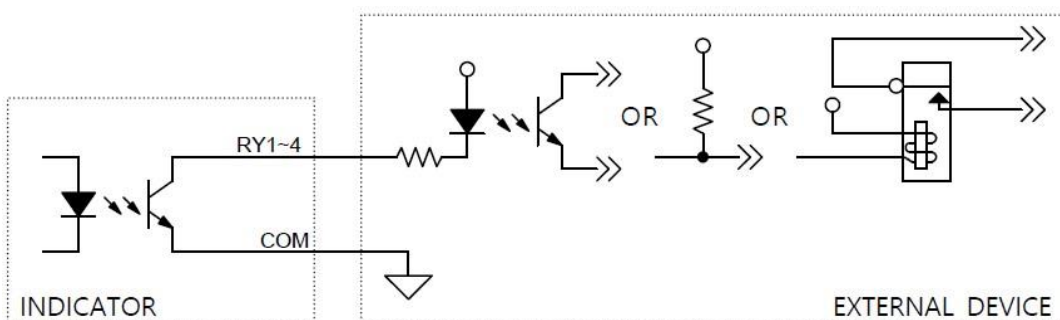 OR
OR
RY1~4
COM
INDICATOR
EXTERNAL DEVICE